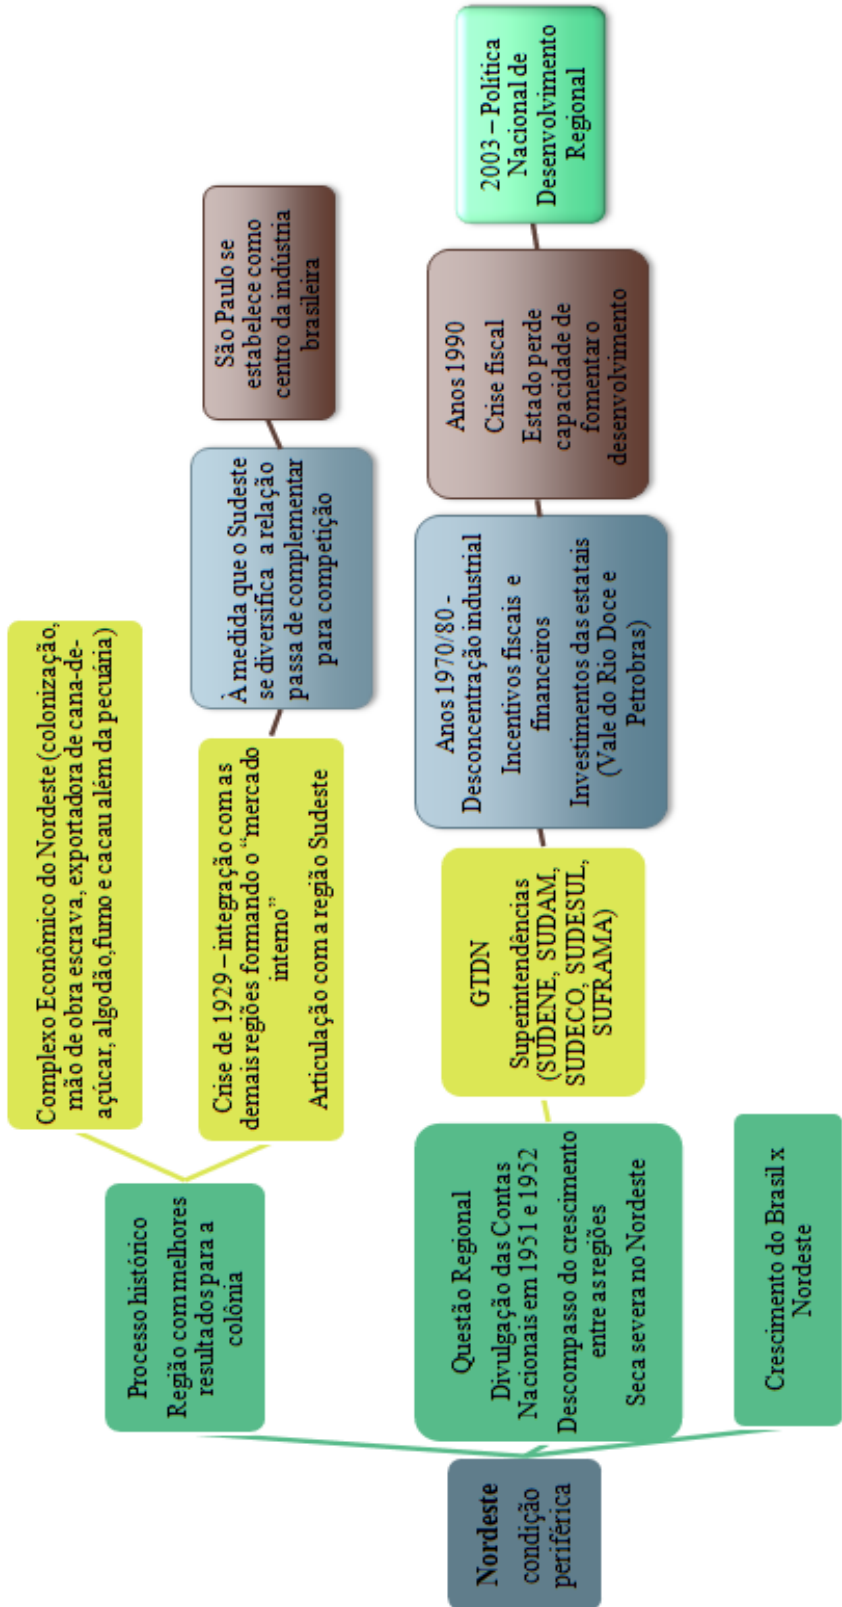 Nordeste
condição
periférica
Processo histórico
Região com melhores
resultados para a
colônia
Complexo Econômico do Nordeste (colonização,
mão de obra escrava, exportadora de cana-de-
açúcar, algodão,fumo e cacau além da pecuária)
Crise de 1929 – integração com as
demais regiões formando o “mercado
interno”
Articulação com a região Sudeste
À medida que o Sudeste
se diversifica a relação
passa de complementar
para competição
São Paulo se
estabelece como
centro da indústria
brasileira
Questão Regional
Divulgação das Contas
Nacionais em 1951 e 1952
Descompasso do crescimento
entre as regiões
Seca severa no Nordeste
GTDN
Superintendências
(SUDENE, SUDAM,
SUDECO, SUDESUL,
SUFRAMA)
Anos 1970/80 -
Desconcentração industrial
Incentivos fiscais e
financeiros
Investimentos das estatais
(Vale do Rio Doce e
Petrobras)
Anos 1990
Crise fiscal
Estado perde
capacidade de
fomentar o
desenvolvimento
2003 – Política
Nacional de
Desenvolvimento
Regional
Crescimento do Brasil x
Nordeste